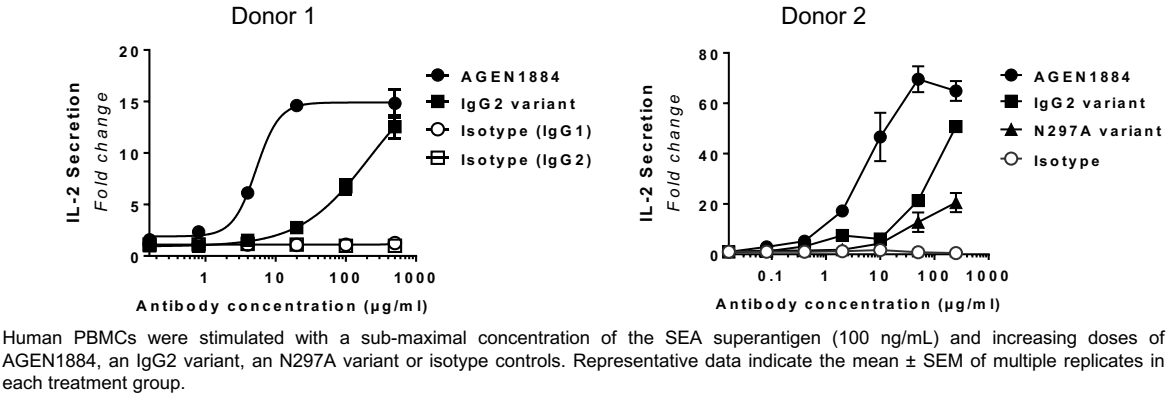 Donor 1
Donor 2
20
15
10
5
0
IL-2 Secretion
Fold change
1
10
100
1000
Antibody concentration (µg/ml)
AGEN1884
IgG2 variant
Isotype (IgG1)
Isotype (IgG2)
80
60
40
20
0
IL-2 Secretion
Fold change
0.1
1
10
100
1000
Antibody concentration (µg/ml)
AGEN1884
IgG2 variant
N297A variant
Isotype
Human PBMCs were stimulated with a sub-maximal concentration of the SEA superantigen (100 ng/mL) and increasing doses of
AGEN1884, an IgG2 variant, an N297A variant or isotype controls. Representative data indicate the mean ± SEM of multiple replicates in
each treatment group.